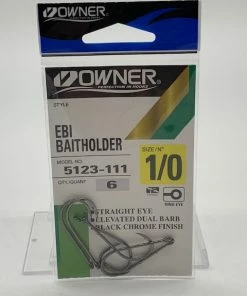 OWNER®
PERFECTION IN HOOKS
STYLE
EBI
BAITHOLDER
MODEL NO.
5123-111
QTY./QUANT
6
SIZE/N°
1/0
RING EYE
STRAIGHT EYE
ELEVATED DUAL BARB
BLACK CHROME FINISH